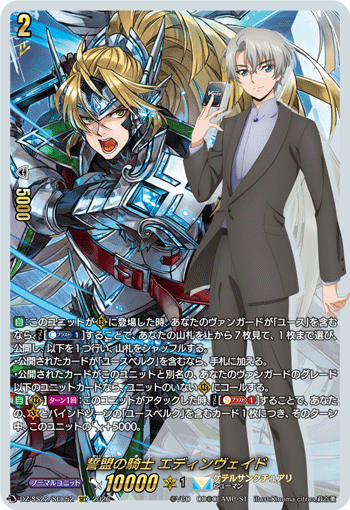 2
5000
自:このユニットがRに登場した時、あなたのヴァンガードが「ユース」を含む
なら、【コスト】することで、あなたの山札を上から7枚見て、1枚まで選び、
公開し、以下を1つ行い、山札をシャッフルする。
・公開されたカードが「ユースベルク」を含むなら、手札に加える。
・公開されたカードがこのユニットと別名の、あなたのヴァンガードのグレード
以下のユニットカードなら、ユニットのいないRにコールする。
自 ターン1回:このユニットがアタックした時、【コスト】することで、あな
たの、Vとバインドゾーンの「ユースベルク」を含むカード1枚につき、そのターン
中、このユニットの+5000。
誓盟の騎士 エディンヴェイド
ノーマルユニット
10000
1
ケテルサンクチュアリ
ヒューマン